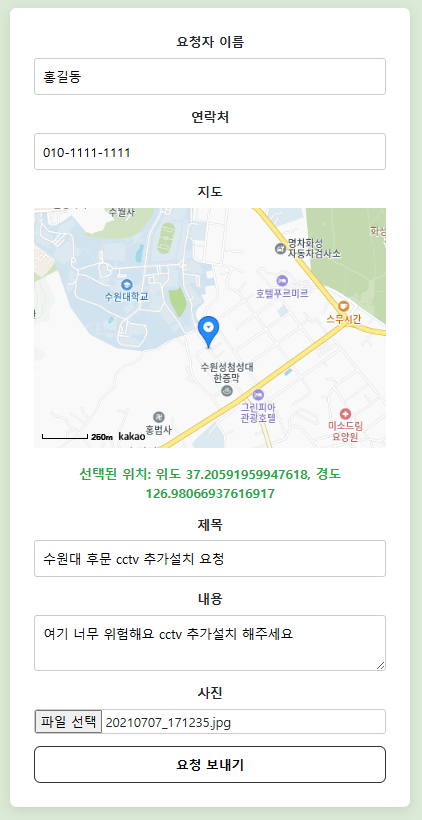 요청자 이름
홍길동
연락처
010-1111-1111
지도
수월사
명차화성
자동차검사소
화성
수원대학교
호텔푸르미르
스무시간
수원성첨성대
한증막
그린피아
관광호텔
홍법사
미소드림
요양원
260m kakao
선택된 위치: 위도 37.20591959947618, 경도
126.98066937616917
제목
수원대 후문 cctv 추가설치 요청
내용
여기 너무 위험해요 cctv 추가설치 해주세요
사진
파일 선택 20210707_171235.jpg
요청 보내기